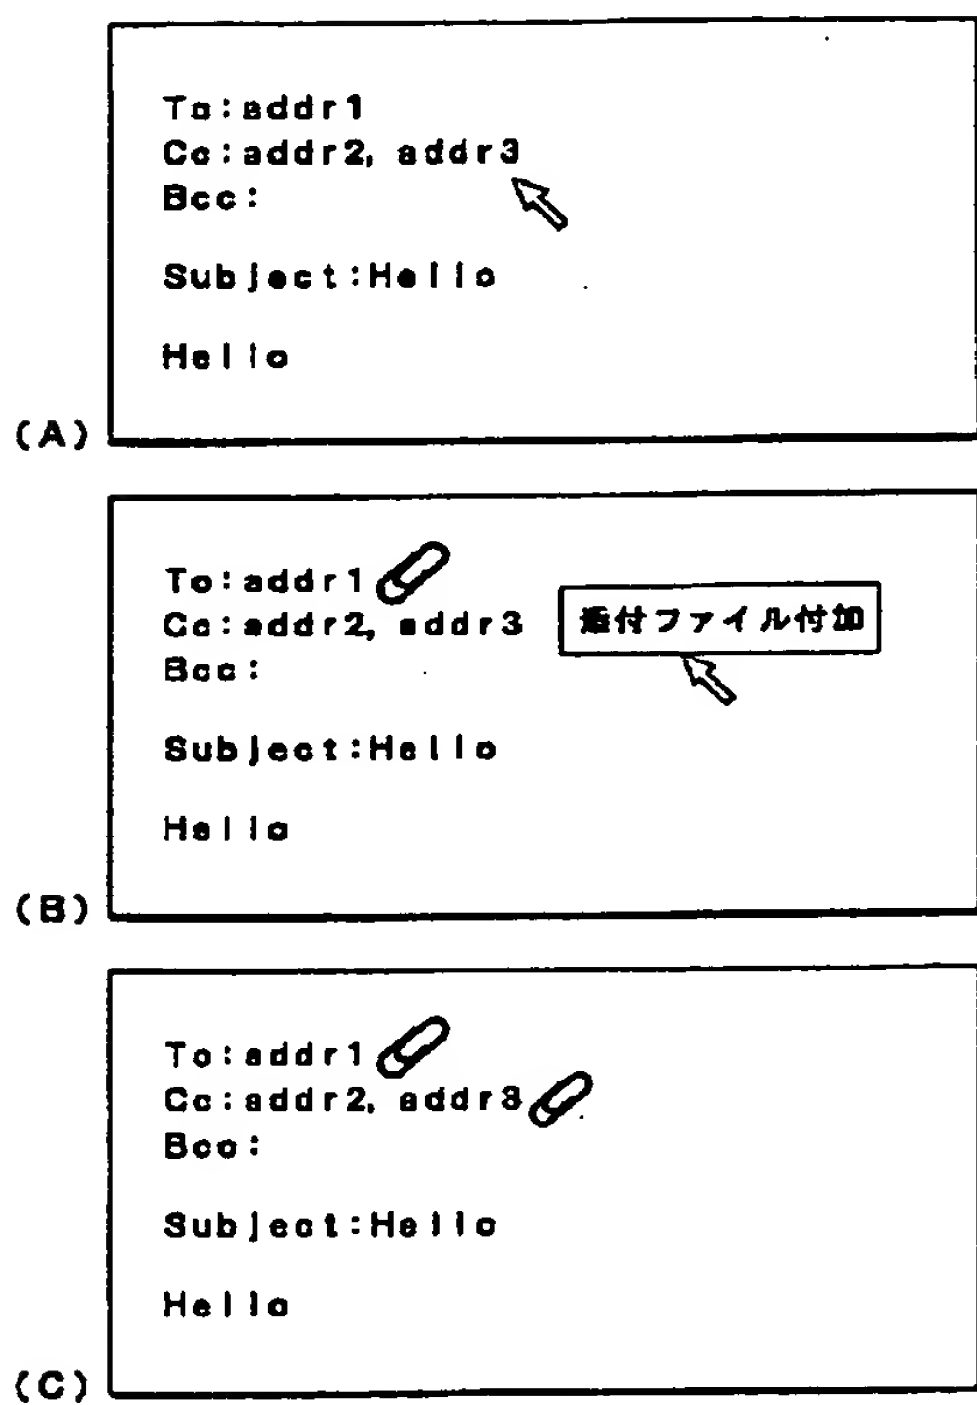 To:addr1
Cc:addr2, addr3
Bcc:
Subject:Hello
Hello
(A)
To:addr1
Cc:addr2, addr3
添付ファイル付加
Bcc:
Subject:Hello
Hello
(B)
To:addr1
Cc:addr2, addr3
Bcc:
Subject:Hello
Hello
(C)